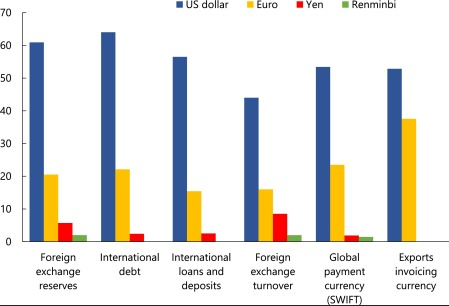 US dollar Euro Yen Renminbi
70
60
50
40
30
20
10
0
Foreign exchange reserves
International debt
International loans and deposits
Foreign exchange turnover
Global payment currency (SWIFT)
Exports invoicing currency